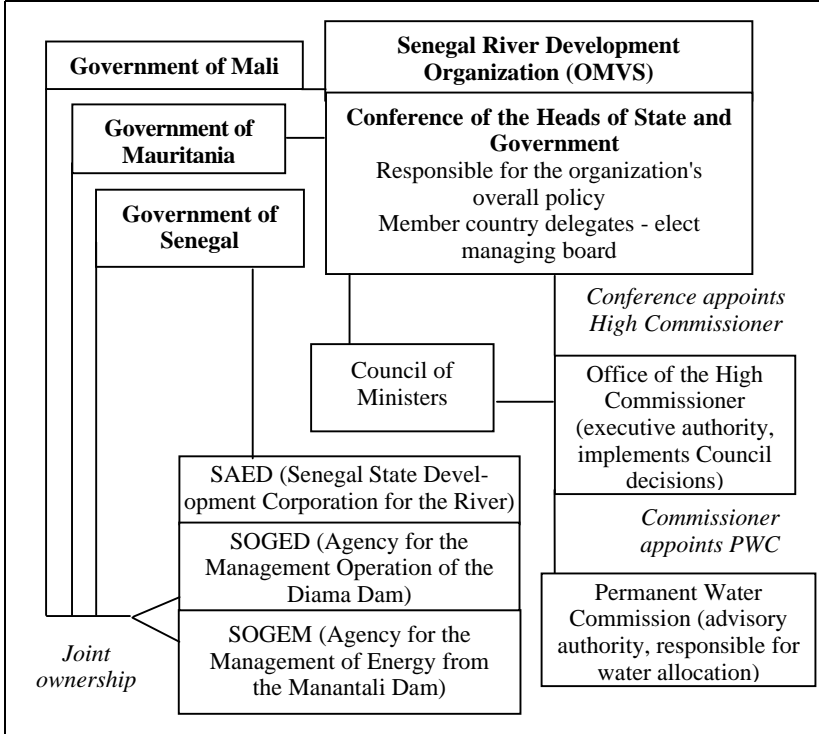 Government of Mali
Senegal River Development
Organization (OMVS)
Government of
Mauritania
Conference of the Heads of State and
Government
Responsible for the organization's
overall policy
Member country delegates - elect
managing board
Government of
Senegal
Conference appoints
High Commissioner
Council of
Ministers
Office of the High
Commissioner
(executive authority,
implements Council
decisions)
SAED (Senegal State Devel-
opment Corporation for the River)
SOGED (Agency for the
Management Operation of the
Diama Dam)
SOGEM (Agency for the
Management of Energy from
the Manantali Dam)
Joint
ownership
Commissioner
appoints PWC
Permanent Water
Commission (advisory
authority, responsible for
water allocation)